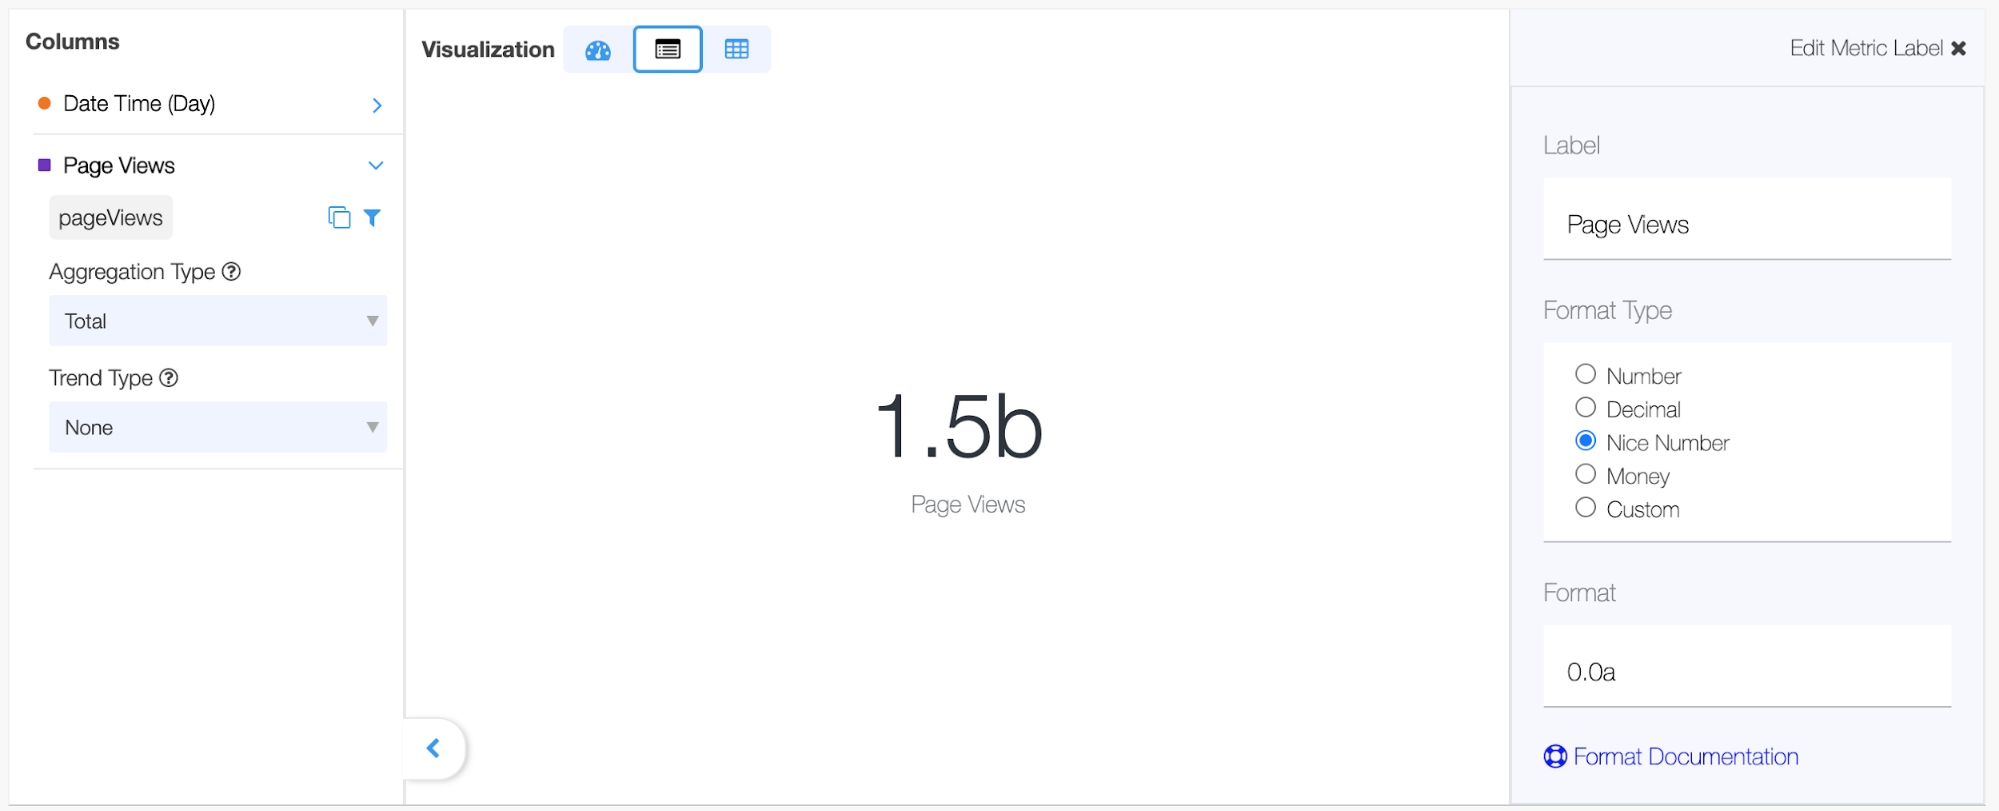 Columns
Date Time (Day)
Page Views
pageViews
Aggregation Type ?
Total
Trend Type ?
None
Visualization
1.5b
Page Views
Edit Metric Label
Label
Page Views
Format Type
Number
Decimal
Nice Number
Money
Custom
Format
0.0a
Format Documentation